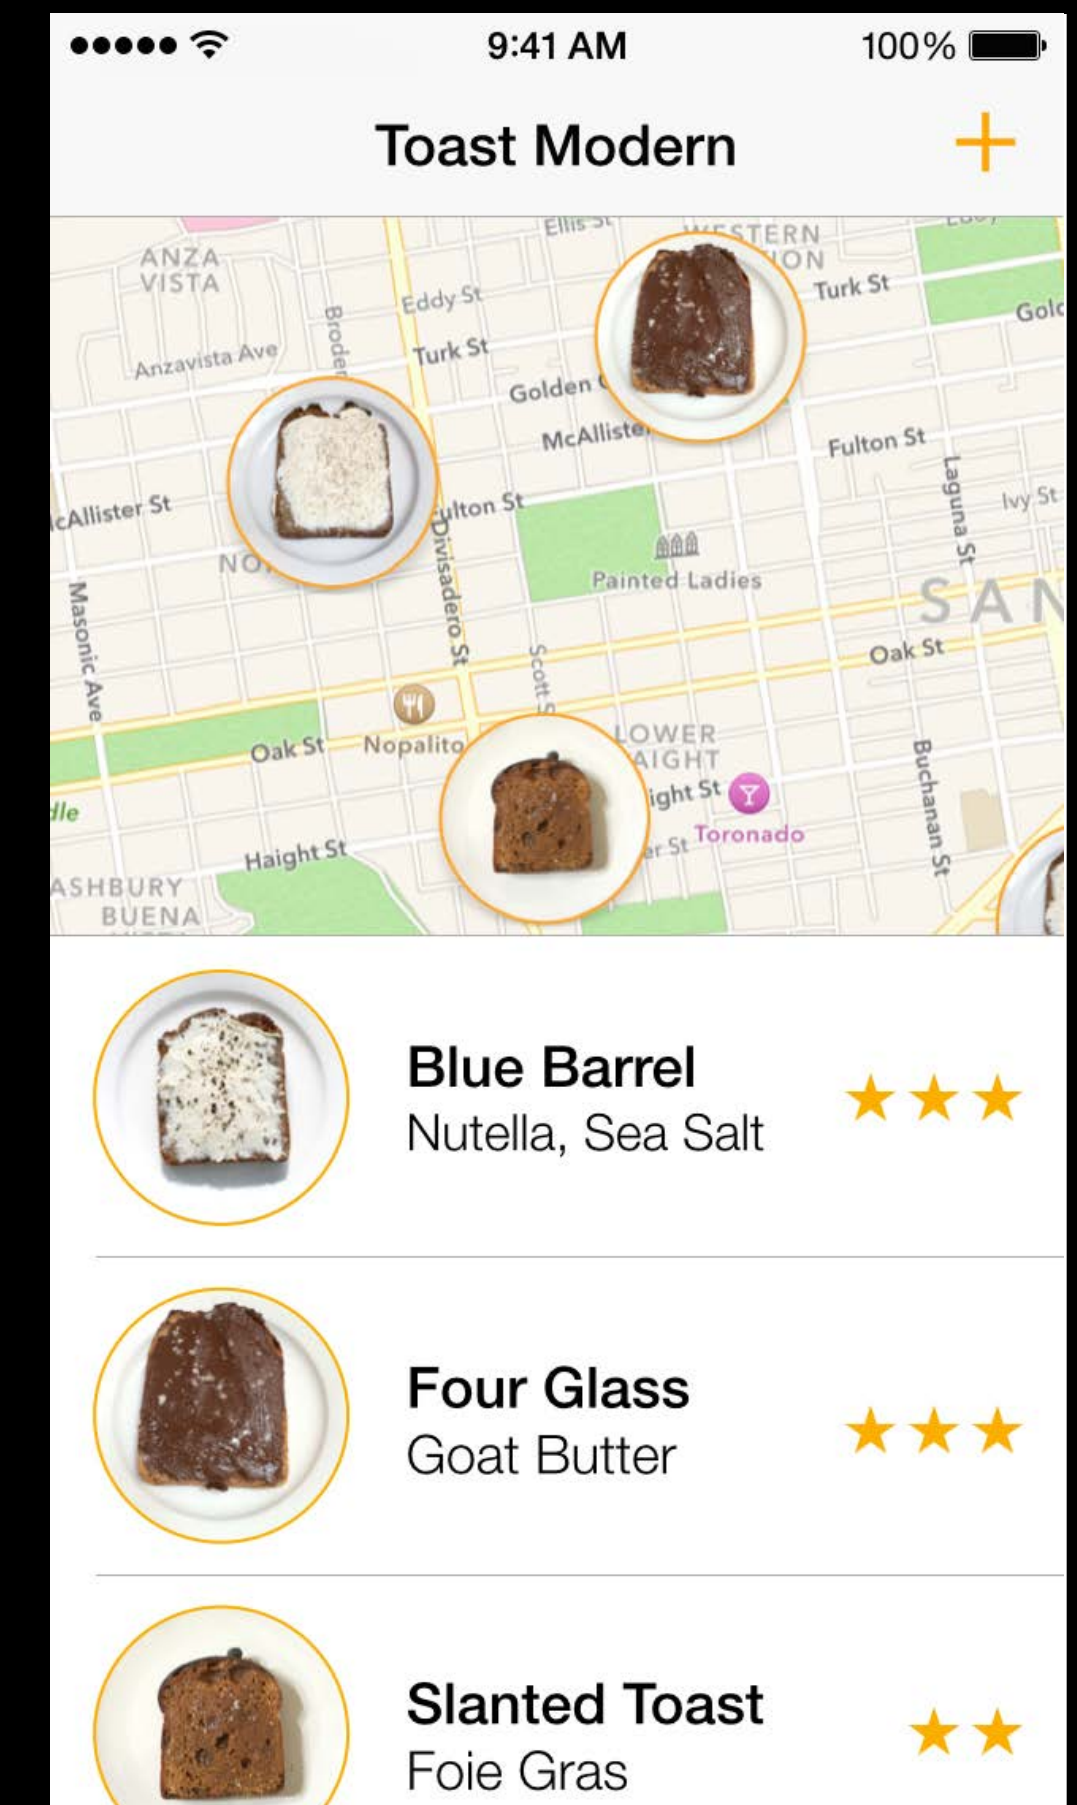 9:41 AM
100%
Toast Modern
Ellis St
ANZA
VISTA
Eddy St
Turk St
Anzavista Ave
Turk St
Golden
Fulton St
Laguna St
Ivy St
Painted Ladies
Divisadero St
Masonic Ave
SAN
Oak St
Scott S
Nopalito
Oak St
LOWER
Toronado
Buchanan St
Haight St
ASHBURY
BUENA
Blue Barrel
Nutella, Sea Salt
Four Glass
Goat Butter
Slanted Toast
Foie Gras